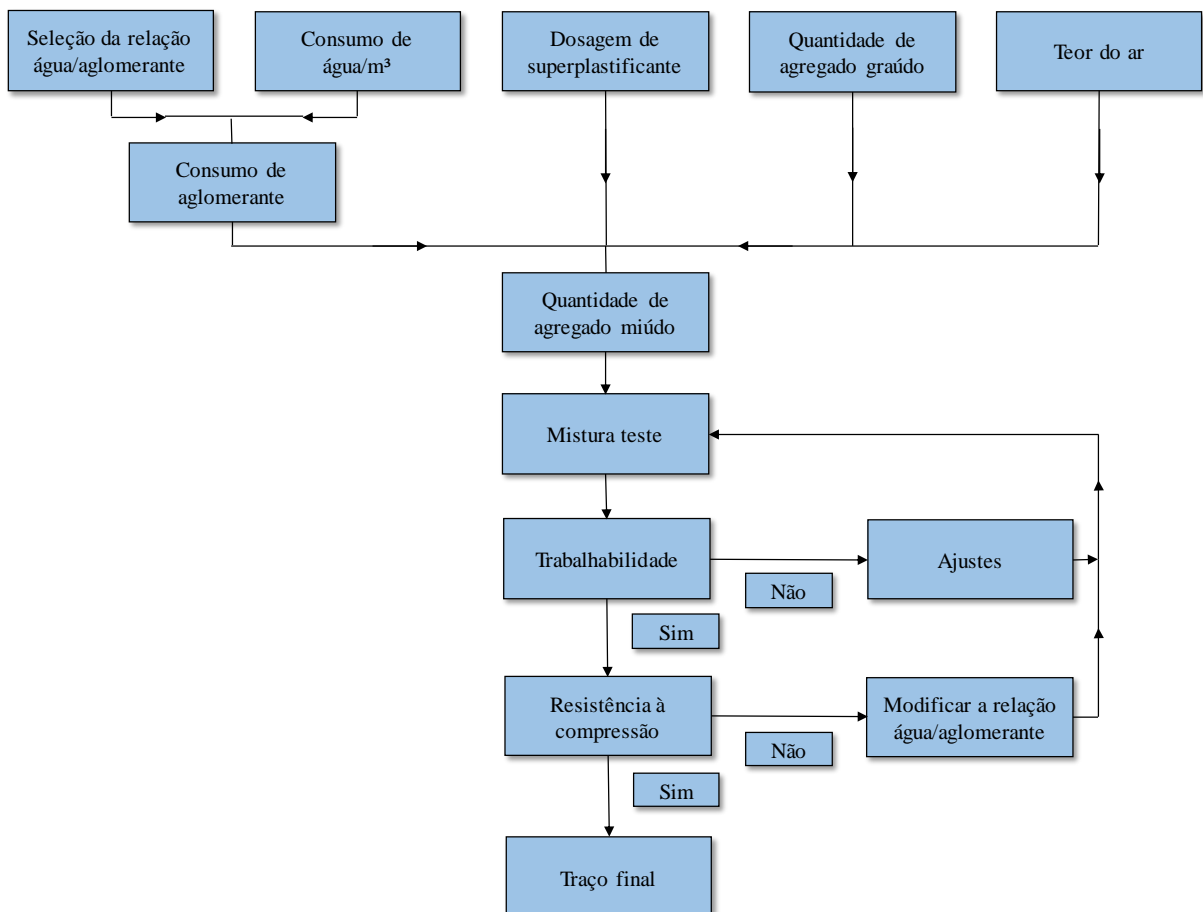 Seleção da relação
água/aglomerante
Consumo de
água/m³
Dosagem de
superplastificante
Quantidade de
agregado graúdo
Teor do ar
Consumo de
aglomerante
Quantidade de
agregado miúdo
Mistura teste
Trabalhabilidade
Ajustes
Não
Sim
Resistência à
compressão
Modificar a relação
água/aglomerante
Não
Sim
Traço final